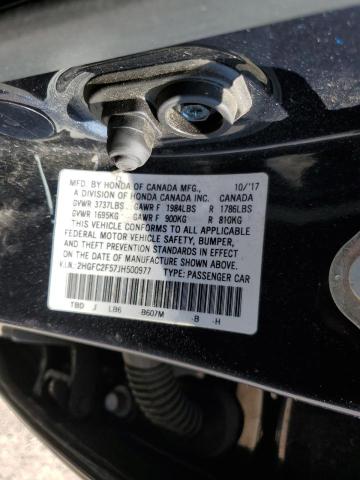 MFD. BY HONDA OF CANADA MFG., 10/'17
A DIVISION OF HONDA CANADA INC. CANADA
GVWR 3737LBS GAWR F 1984LBS R 1786LBS
GVWR 1695KG GAWR F 900KG R 810KG
THIS VEHICLE CONFORMS TO ALL APPLICABLE
FEDERAL MOTOR VEHICLE SAFETY, BUMPER,
AND THEFT PREVENTION STANDARDS IN EFFECT
ON THE DATE OF MANUFACTURE SHOWN ABOVE.
V.I.N.:2HGFC2F57JH500977 TYPE: PASSENGER CAR
TBD J LB6 B607M -B -H